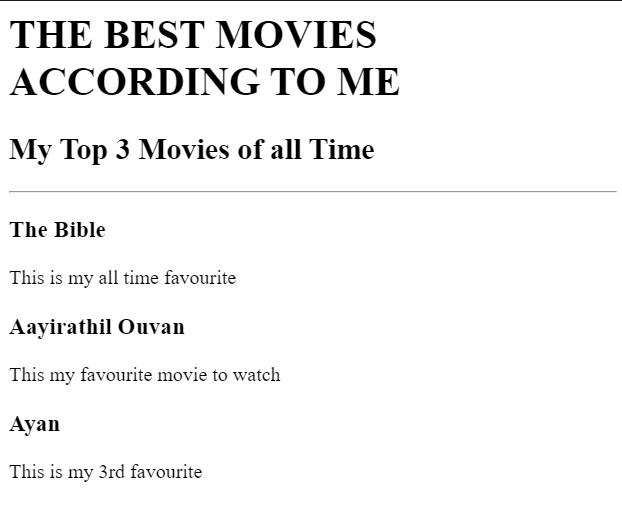 THE BEST MOVIES
ACCORDING TO ME
My Top 3 Movies of all Time
The Bible
This is my all time favourite
Aayirathil Ouvan
This my favourite movie to watch
Ayan
This is my 3rd favourite